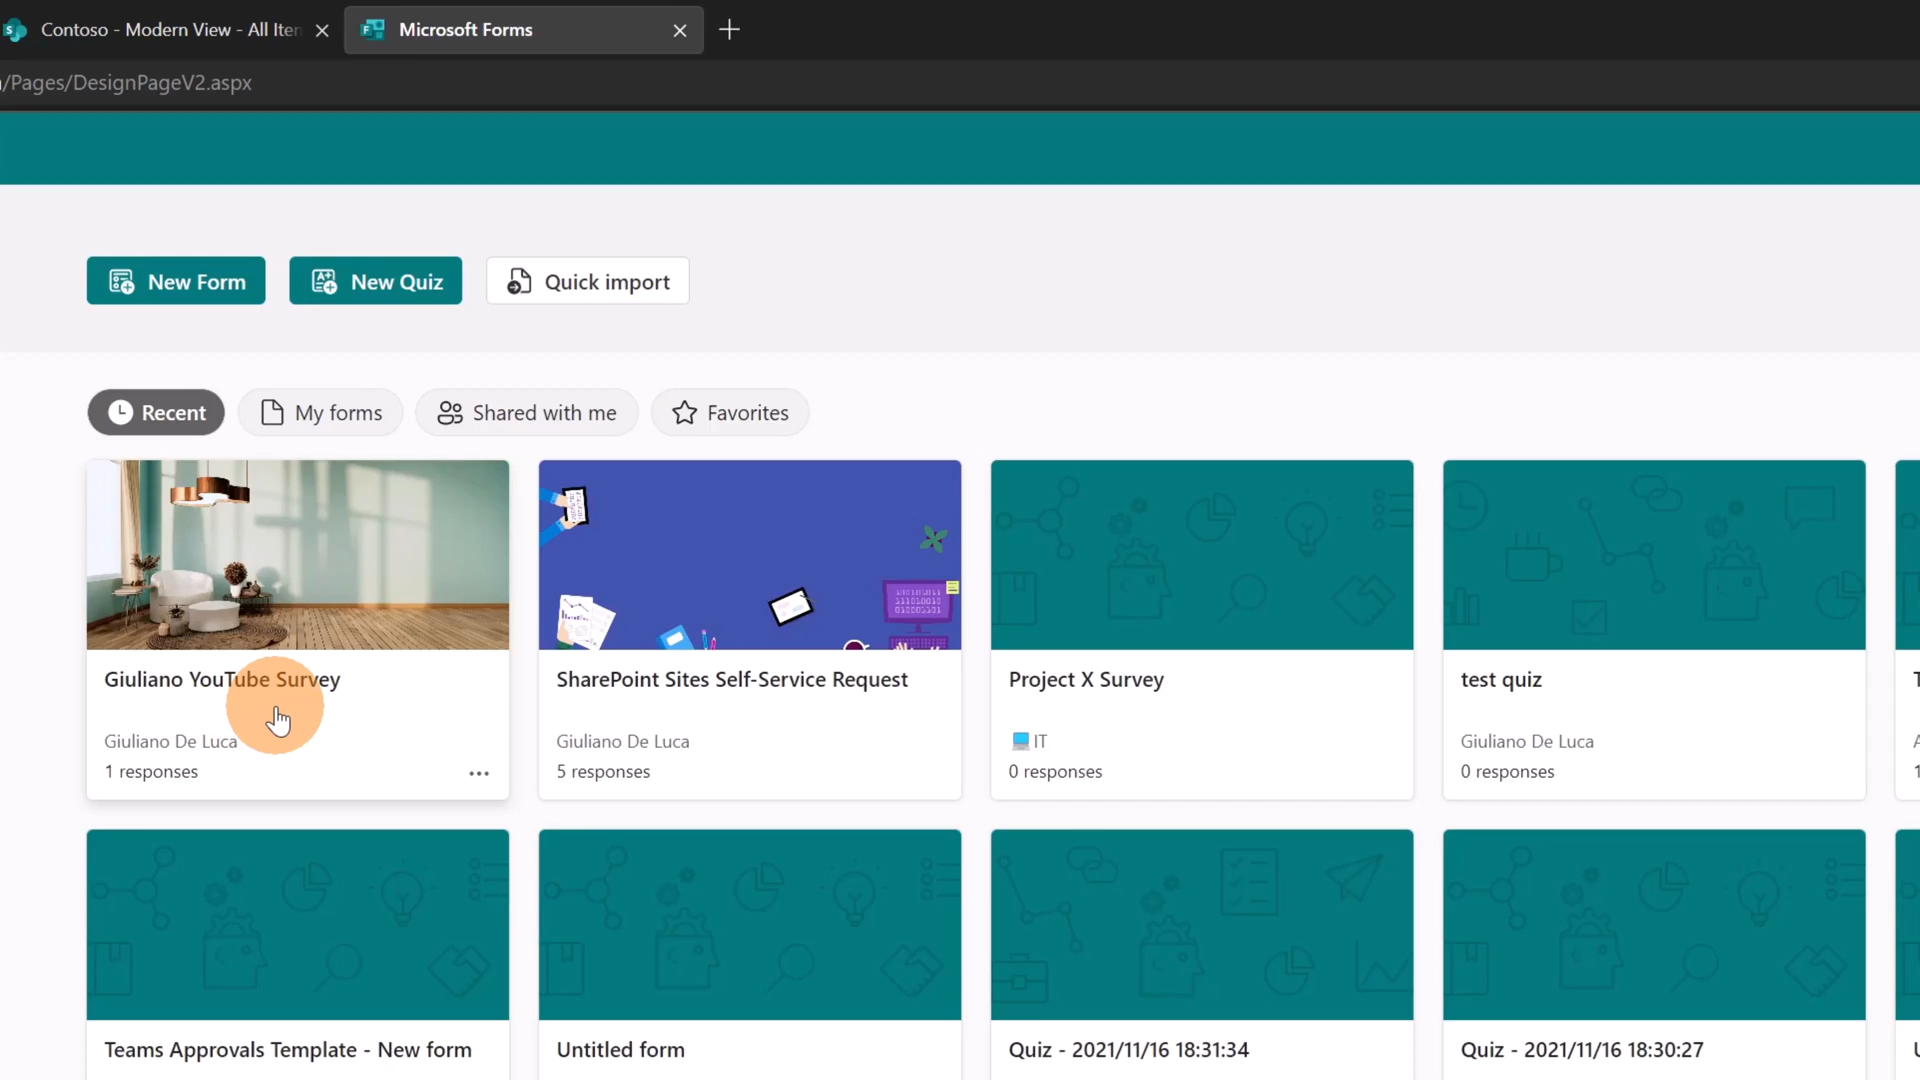 Contoso - Modern View - All Iten
Microsoft Forms
/Pages/DesignPageV2.aspx
New Form
New Quiz
Quick import
Recent
My forms
Shared with me
Favorites
Giuliano YouTube Survey
Giuliano De Luca
1 responses
SharePoint Sites Self-Service Request
Giuliano De Luca
5 responses
Project X Survey
IT
0 responses
test quiz
Giuliano De Luca
0 responses
Teams Approvals Template - New form
Untitled form
Quiz - 2021/11/16 18:31:34
Quiz - 2021/11/16 18:30:27